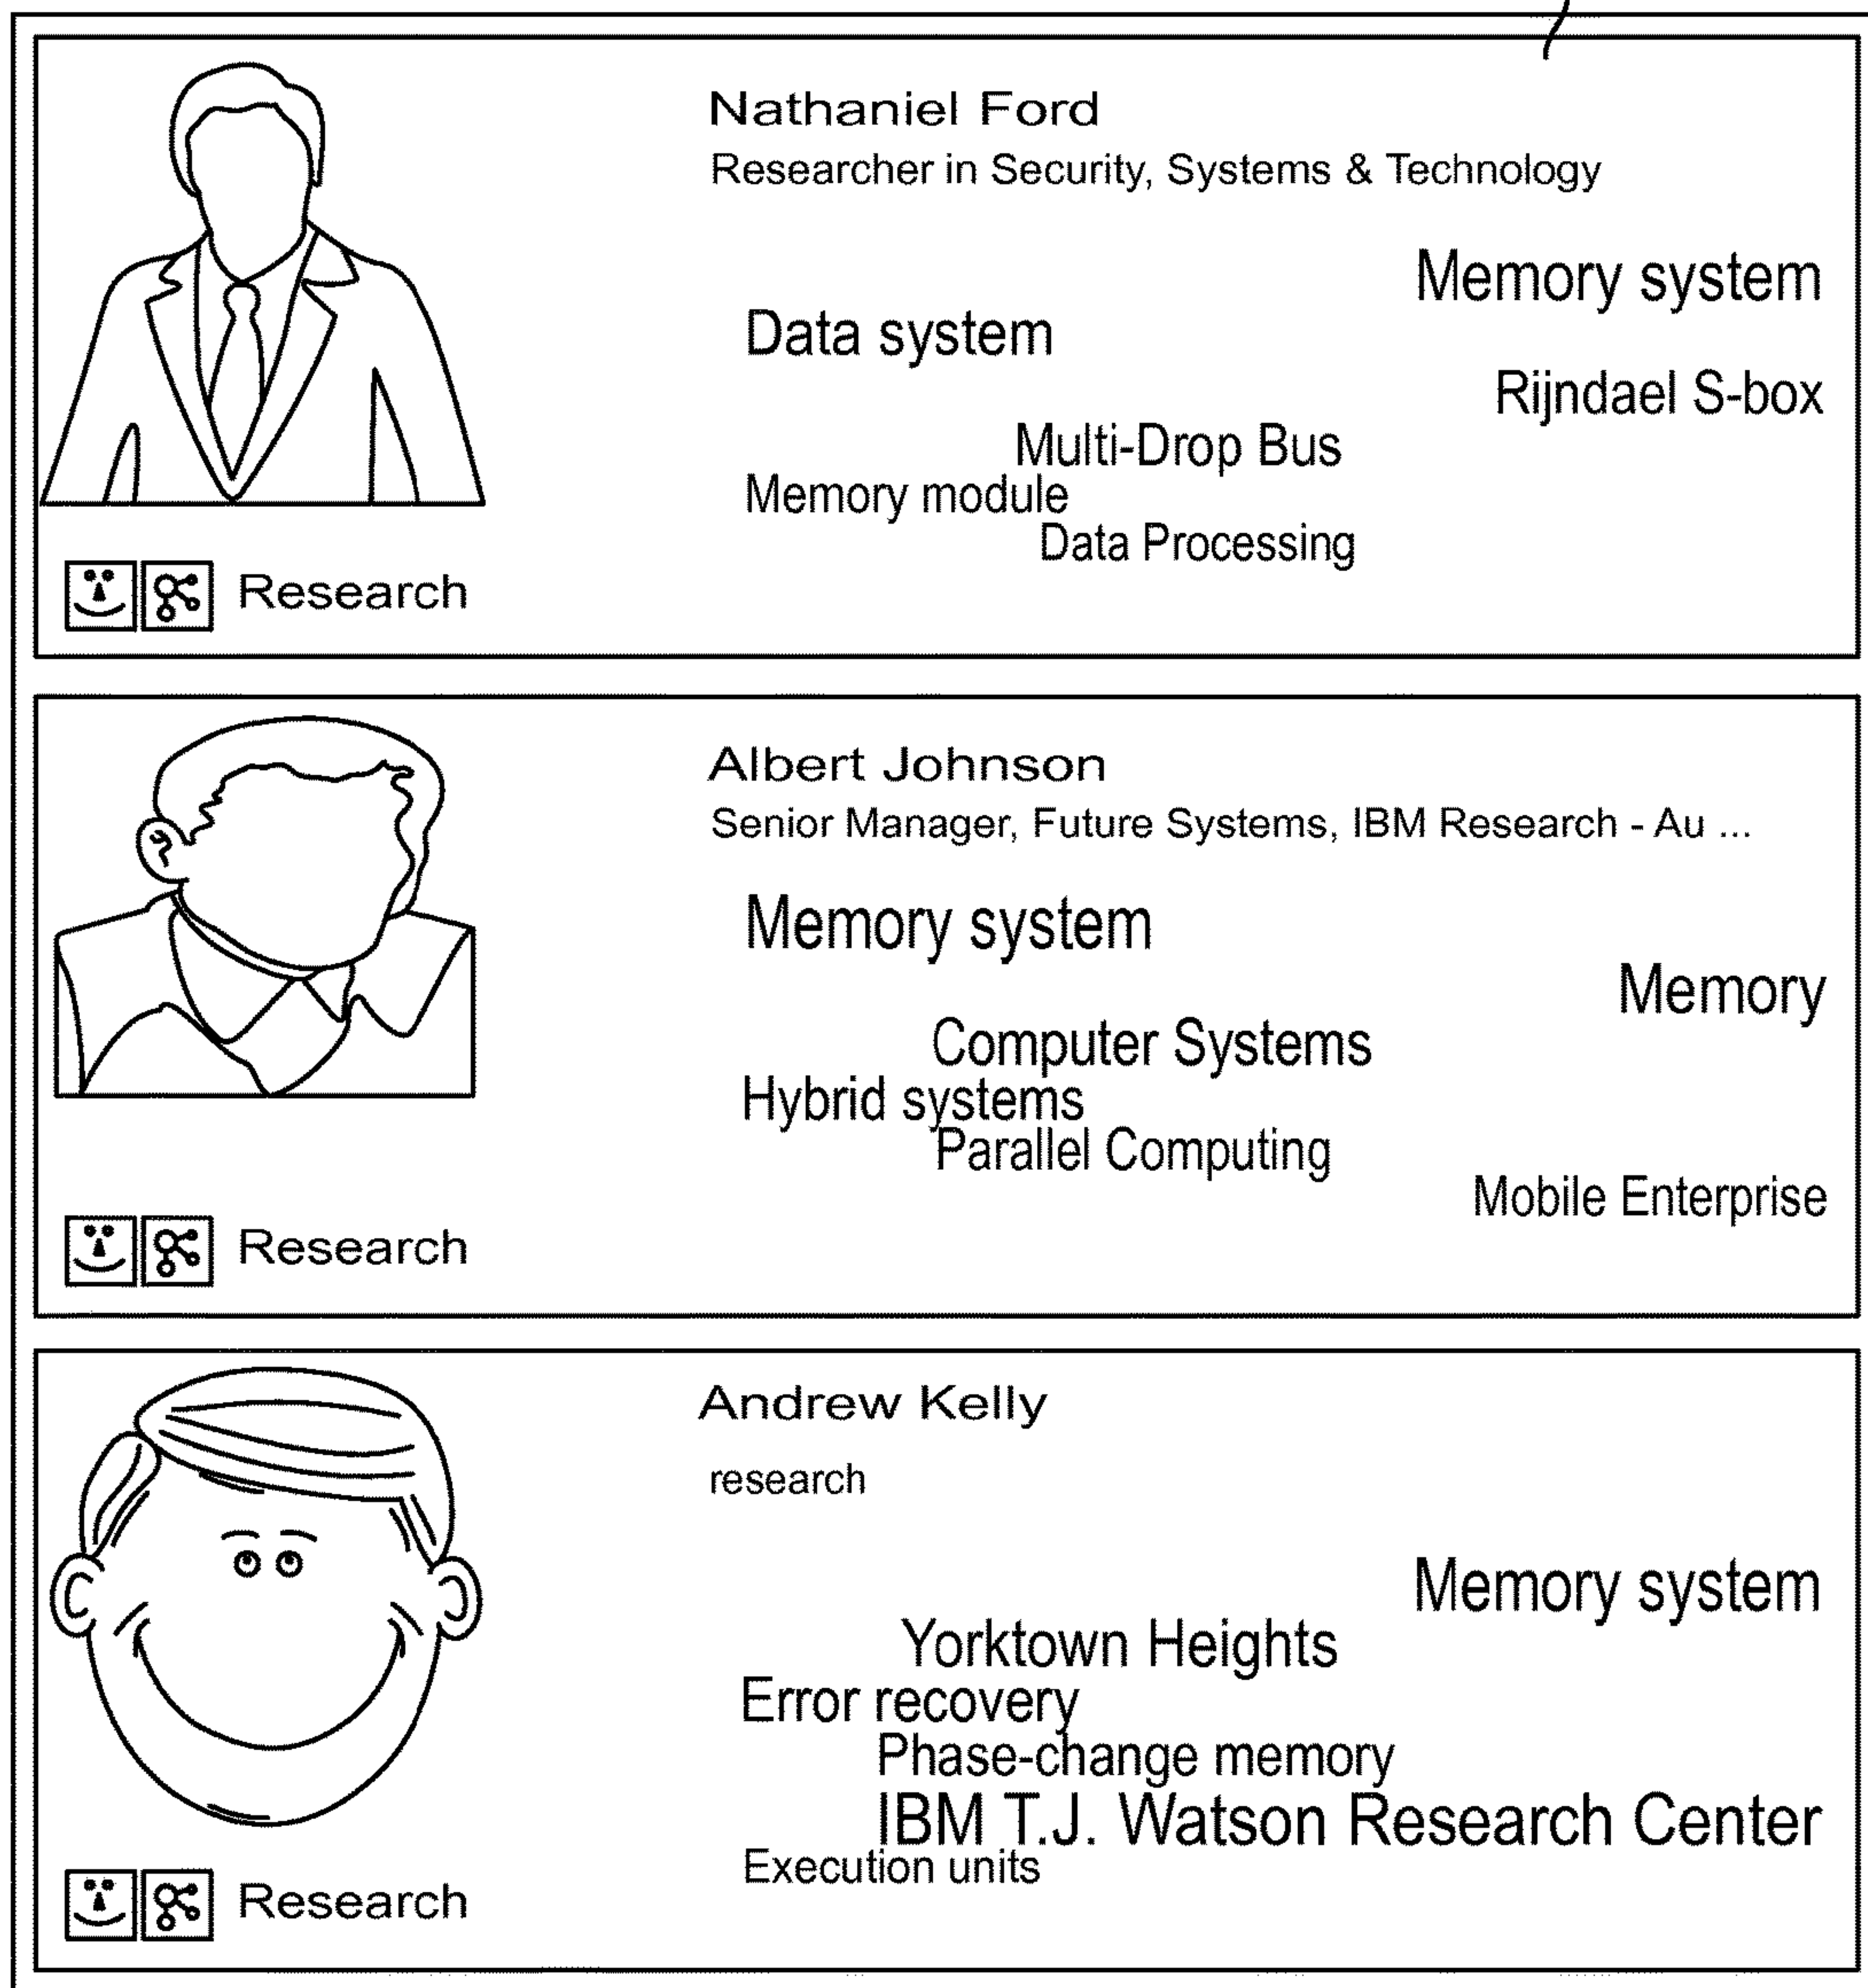 Nathaniel Ford
Researcher in Security, Systems & Technology
Memory system
Data system
Rijndael S-box
Multi-Drop Bus
Memory module
Data Processing
Research
Albert Johnson
Senior Manager, Future Systems, IBM Research - Au ...
Memory system
Memory
Computer Systems
Hybrid systems
Parallel Computing
Mobile Enterprise
Research
Andrew Kelly
research
Memory system
Yorktown Heights
Error recovery
Phase-change memory
IBM T.J. Watson Research Center
Execution units
Research